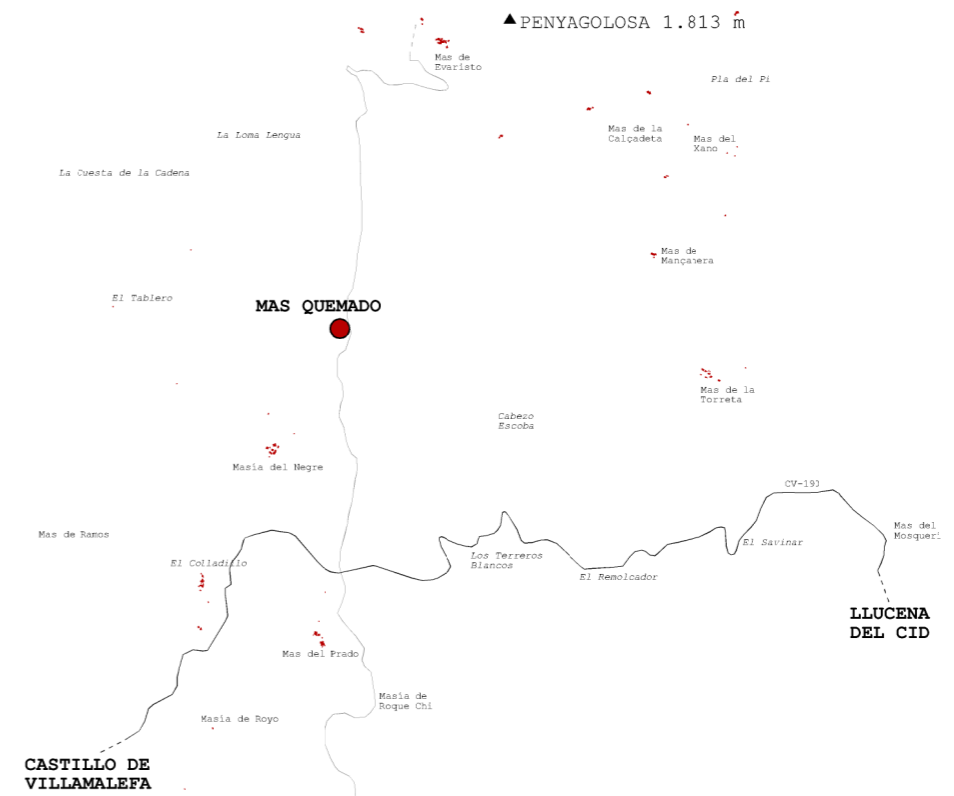 PENYAGOLOSA 1.813 m
Mas de
Evaristo
Pla del Pi
La Loma Lengua
Mas de la
Calçadeta
Mas del
Xano
La Cuesta de la Cadena
Mas de
Mançanera
El Tablero
MAS QUEMADO
Mas de la
Torreta
Cabezo
Escoba
Masía del Negre
CV-190
Mas de Ramos
Mas del
Mosquerí
El Savinar
El Colladillo
Los Terreros
Blancos
El Remolcador
LLUCENA
DEL CID
Mas del Prado
Masía de
Roque Chi
Masía de Royo
CASTILLO DE
VILLAMALEFA